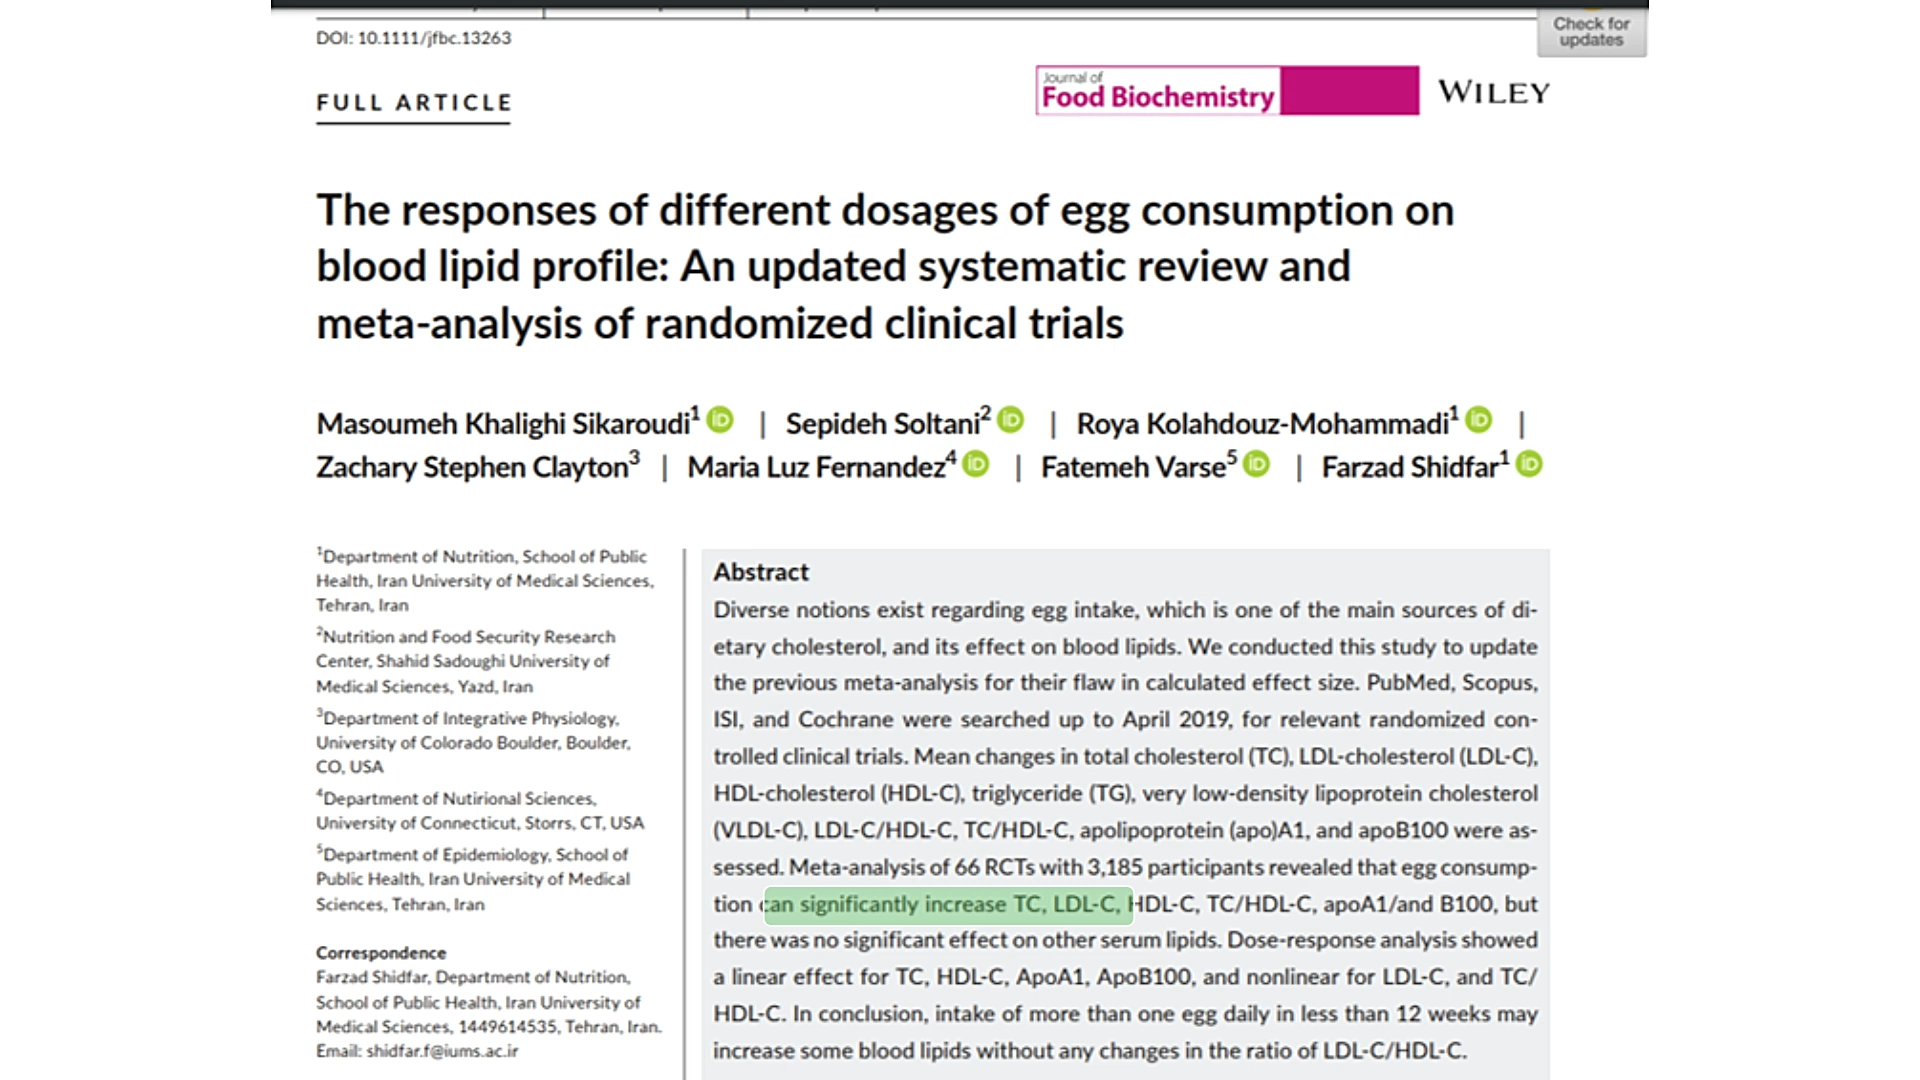 Check for
updates
DOI: 10.1111/jfbc.13263
FULL ARTICLE
Journal of
Food Biochemistry
WILEY
The responses of different dosages of egg consumption on
blood lipid profile: An updated systematic review and
meta-analysis of randomized clinical trials
Masoumeh Khalighi Sikaroudi1 iD | Sepideh Soltani2 iD | Roya Kolahdouz-Mohammadi1 iD |
Zachary Stephen Clayton3 | Maria Luz Fernandez4 iD | Fatemeh Varse5 iD | Farzad Shidfar1 iD
1Department of Nutrition, School of Public
Health, Iran University of Medical Sciences,
Tehran, Iran
2Nutrition and Food Security Research
Center, Shahid Sadoughi University of
Medical Sciences, Yazd, Iran
3Department of Integrative Physiology,
University of Colorado Boulder, Boulder,
CO, USA
4Department of Nutirional Sciences,
University of Connecticut, Storrs, CT, USA
5Department of Epidemiology, School of
Public Health, Iran University of Medical
Sciences, Tehran, Iran
Correspondence
Farzad Shidfar, Department of Nutrition,
School of Public Health, Iran University of
Medical Sciences, 1449614535, Tehran, Iran.
Email: shidfar.f@iums.ac.ir
Abstract
Diverse notions exist regarding egg intake, which is one of the main sources of di-
etary cholesterol, and its effect on blood lipids. We conducted this study to update
the previous meta-analysis for their flaw in calculated effect size. PubMed, Scopus,
ISI, and Cochrane were searched up to April 2019, for relevant randomized con-
trolled clinical trials. Mean changes in total cholesterol (TC), LDL-cholesterol (LDL-C),
HDL-cholesterol (HDL-C), triglyceride (TG), very low-density lipoprotein cholesterol
(VLDL-C), LDL-C/HDL-C, TC/HDL-C, apolipoprotein (apo)A1, and apoB100 were as-
sessed. Meta-analysis of 66 RCTs with 3,185 participants revealed that egg consump-
tion can significantly increase TC, LDL-C, HDL-C, TC/HDL-C, apoA1/and B100, but
there was no significant effect on other serum lipids. Dose-response analysis showed
a linear effect for TC, HDL-C, ApoA1, ApoB100, and nonlinear for LDL-C, and TC/
HDL-C. In conclusion, intake of more than one egg daily in less than 12 weeks may
increase some blood lipids without any changes in the ratio of LDL-C/HDL-C.